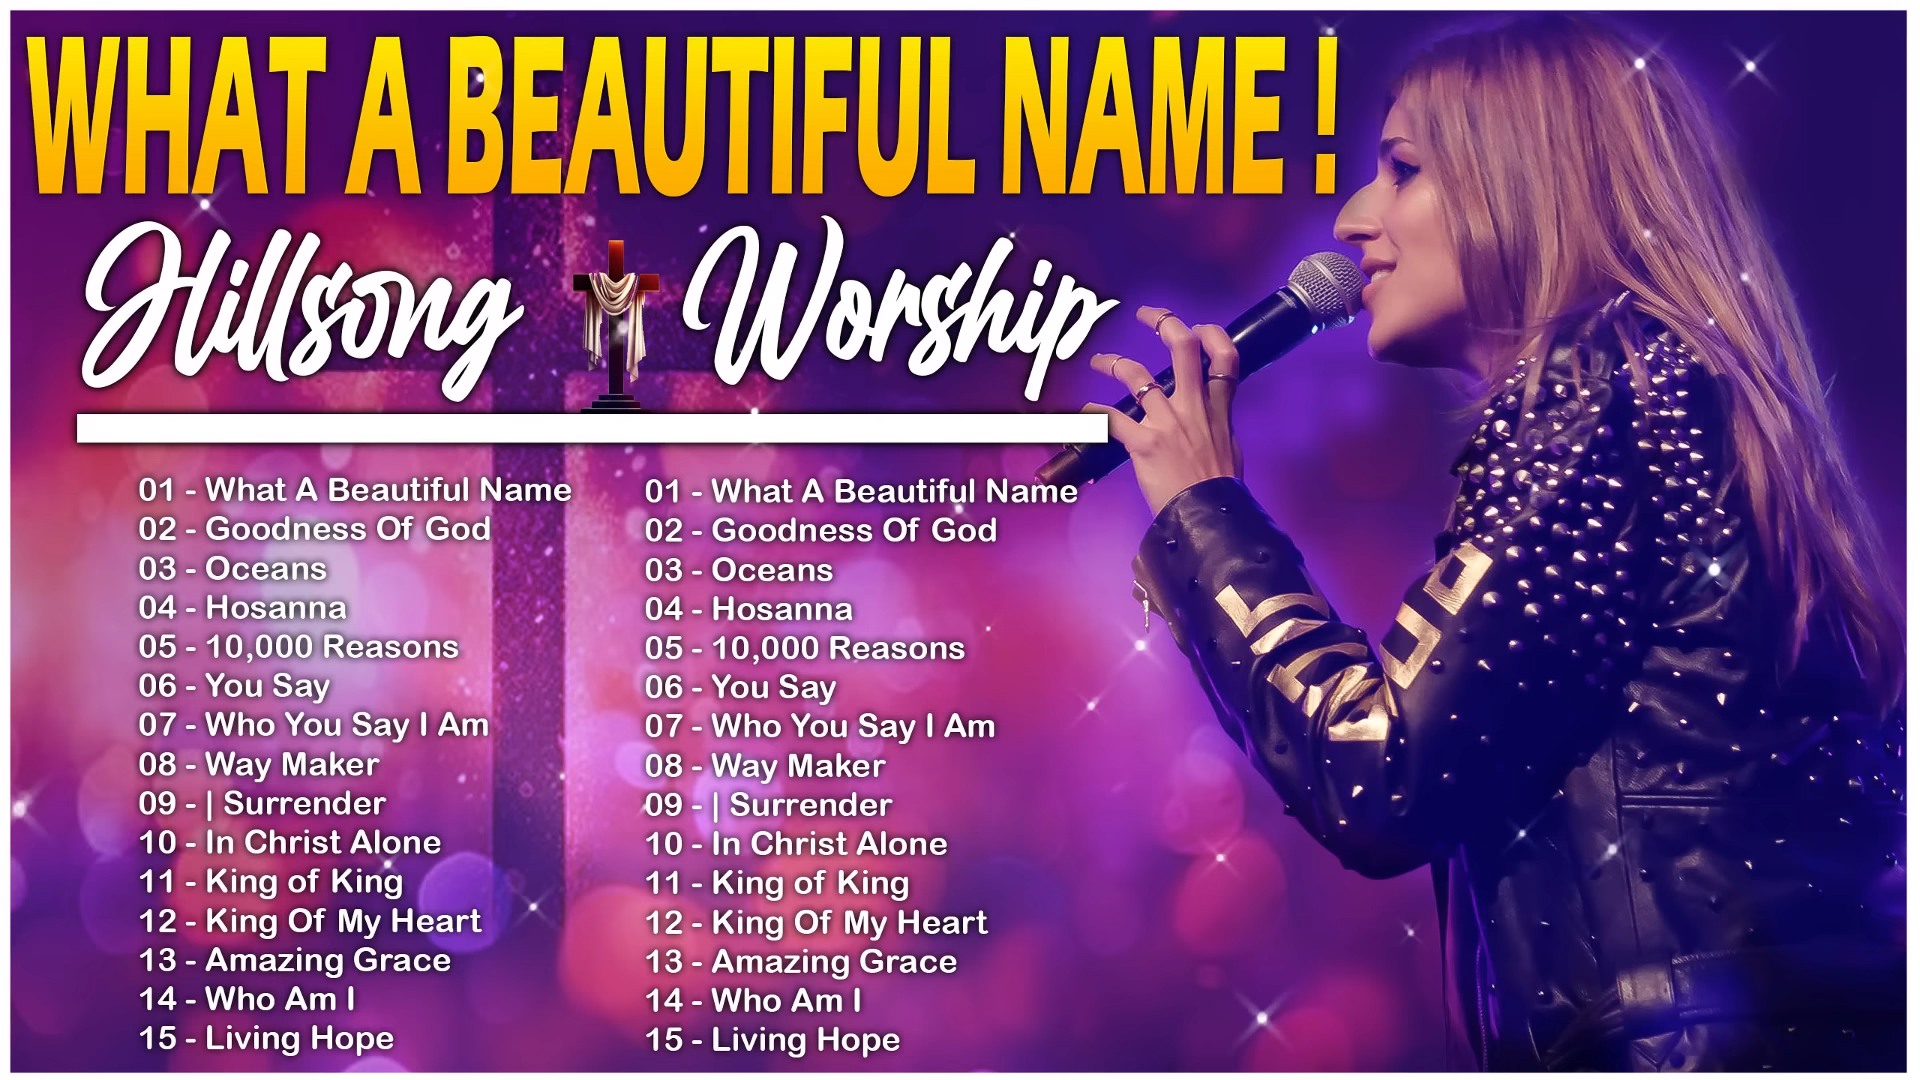 WHAT A BEAUTIFUL NAME !
Hillsong Worship
01 - What A Beautiful Name
02 - Goodness Of God
03 - Oceans
04 - Hosanna
05 - 10,000 Reasons
06 - You Say
07 - Who You Say I Am
08 - Way Maker
09 - | Surrender
10 - In Christ Alone
11 - King of King
12 - King Of My Heart
13 - Amazing Grace
14 - Who Am I
15 - Living Hope
01 - What A Beautiful Name
02 - Goodness Of God
03 - Oceans
04 - Hosanna
05 - 10,000 Reasons
06 - You Say
07 - Who You Say I Am
08 - Way Maker
09 - | Surrender
10 - In Christ Alone
11 - King of King
12 - King Of My Heart
13 - Amazing Grace
14 - Who Am I
15 - Living Hope